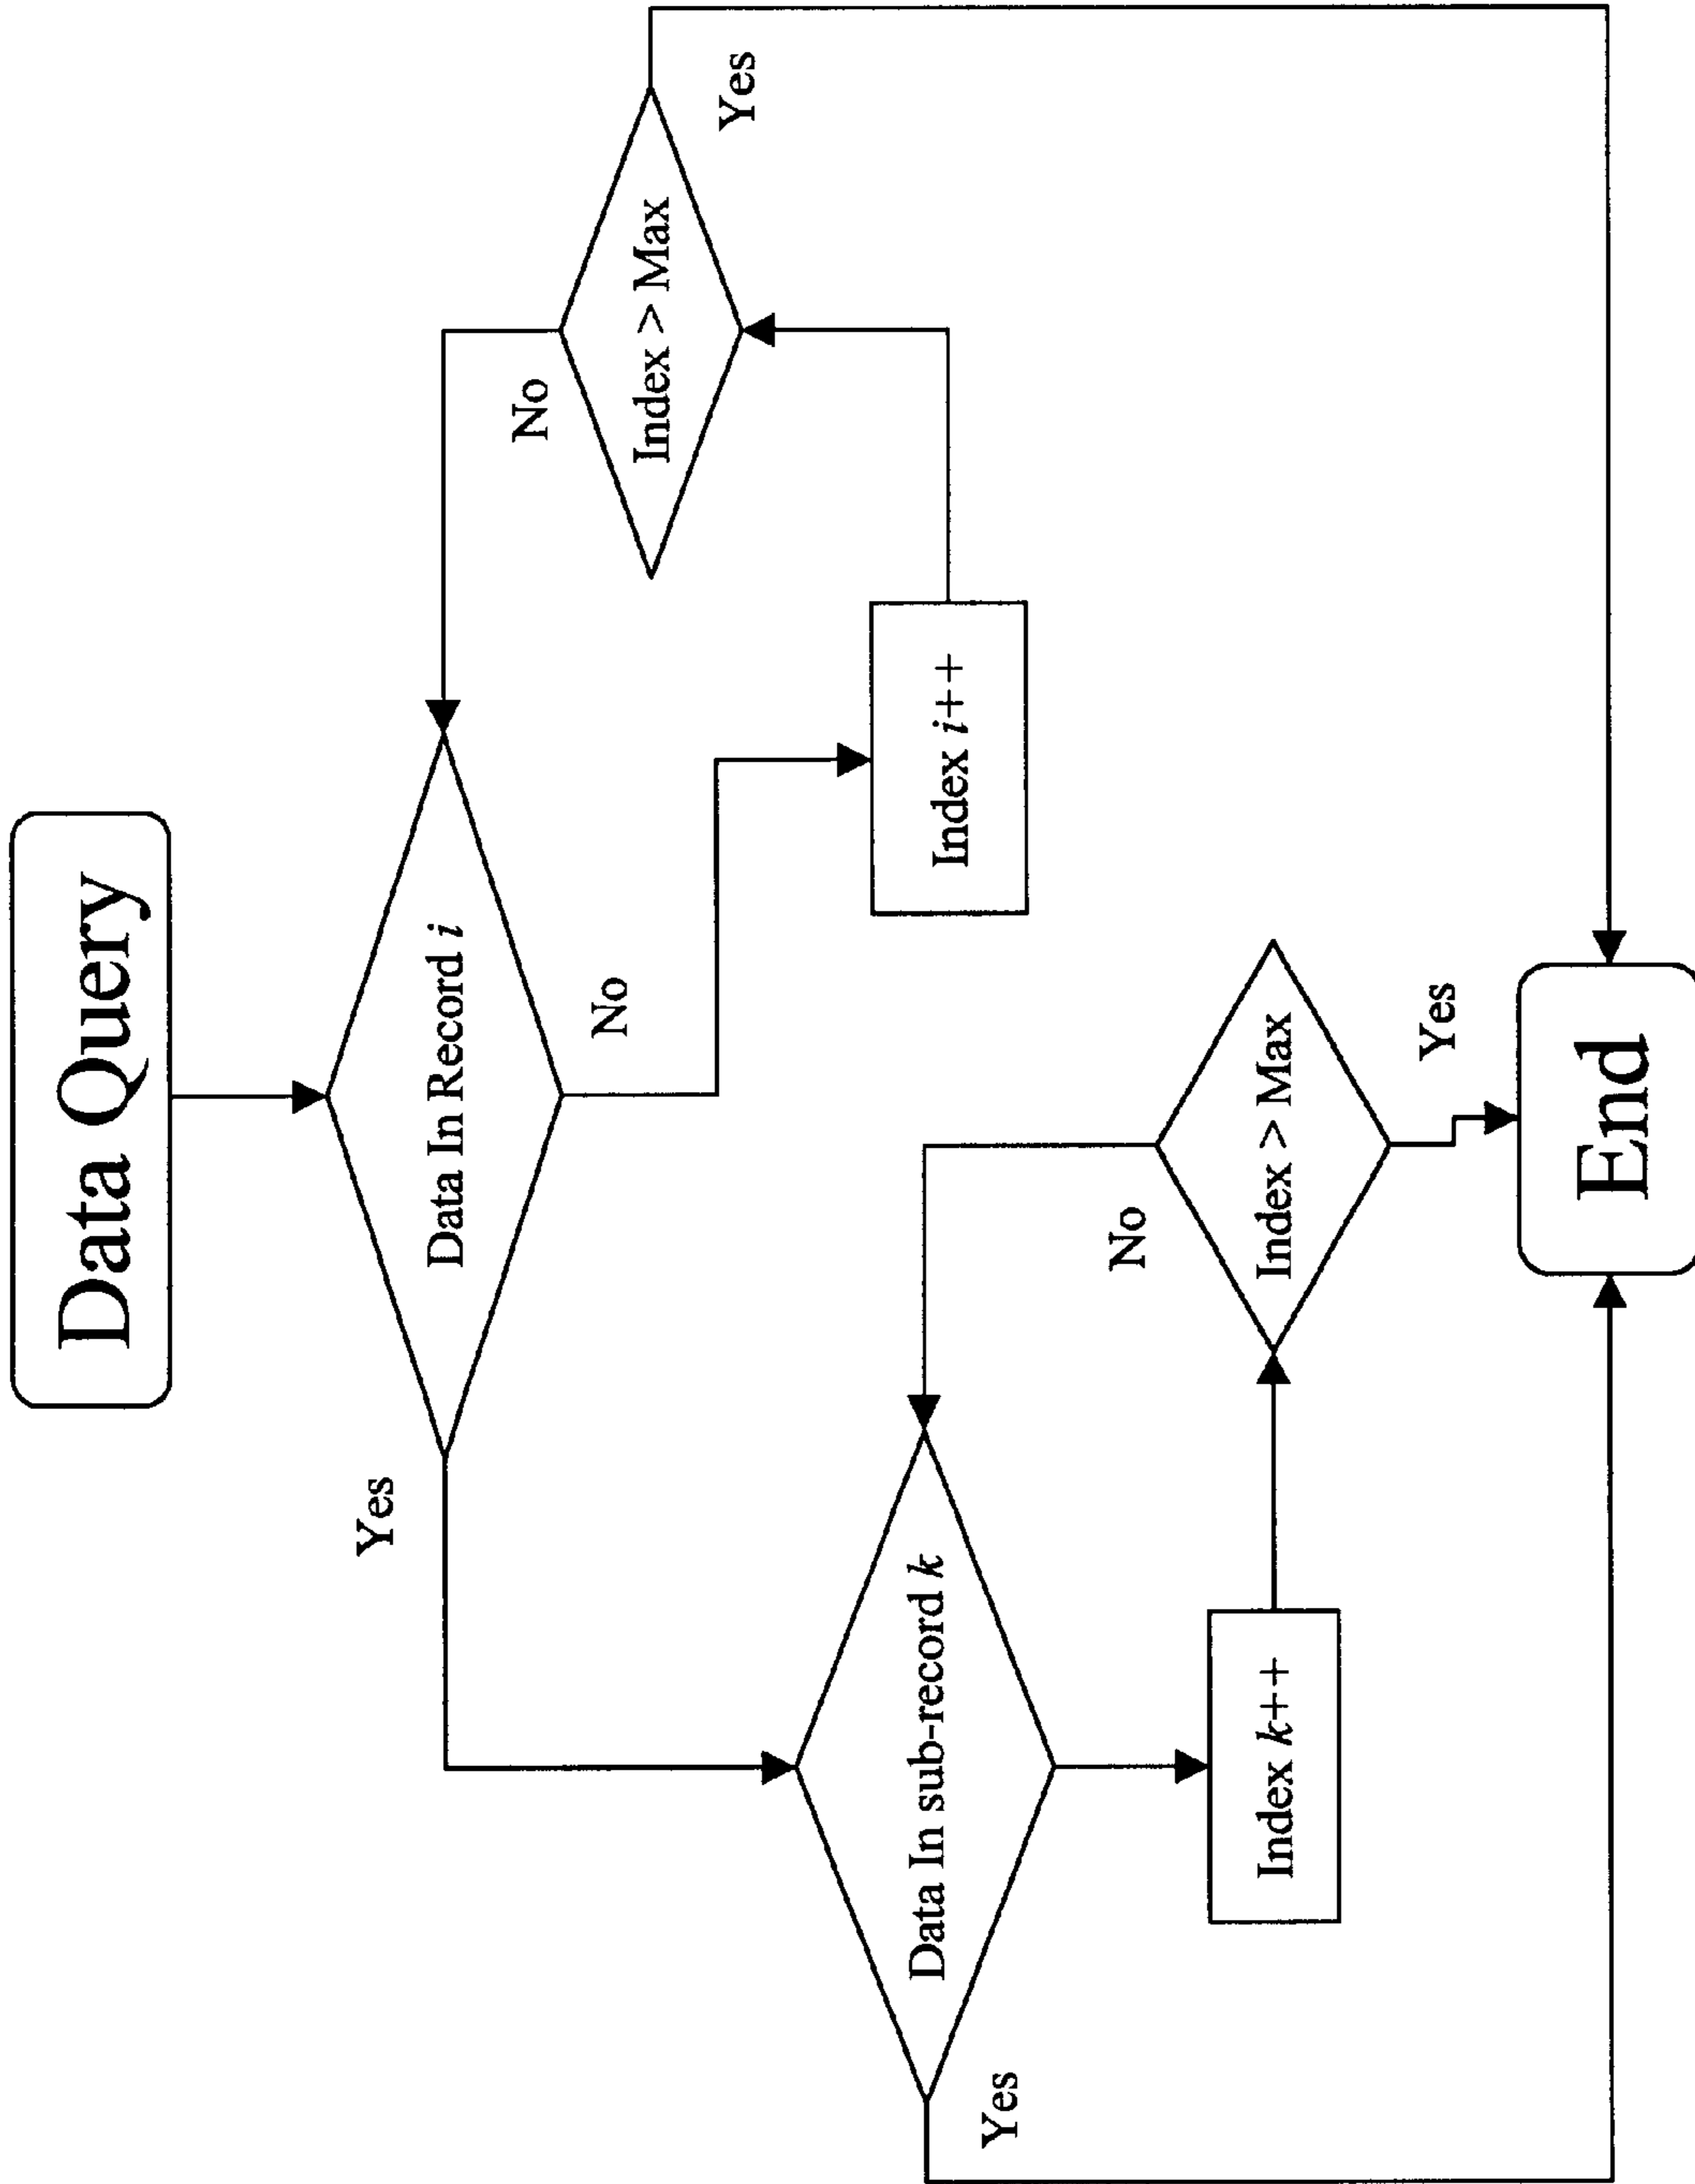 Data Query
Data In Record i
Yes
No
Index i++
Index > Max
No
Yes
Data In sub-record k
Yes
Index k++
Index > Max
No
Yes
End